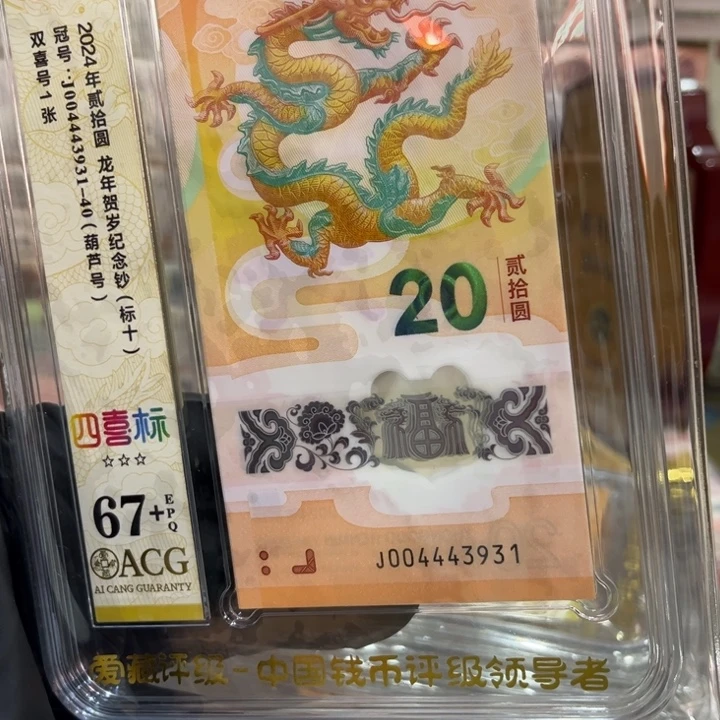 2024年贰拾圆 龙年贺岁纪念钞(标十)
冠号:J004443931-40(葫芦号)
双喜号1张
四喜标
☆☆☆
67+
EPQ
ACG
AI CANG GUARANTY
20
贰拾圆
J004443931
爱藏评级-中国钱币评级领导者